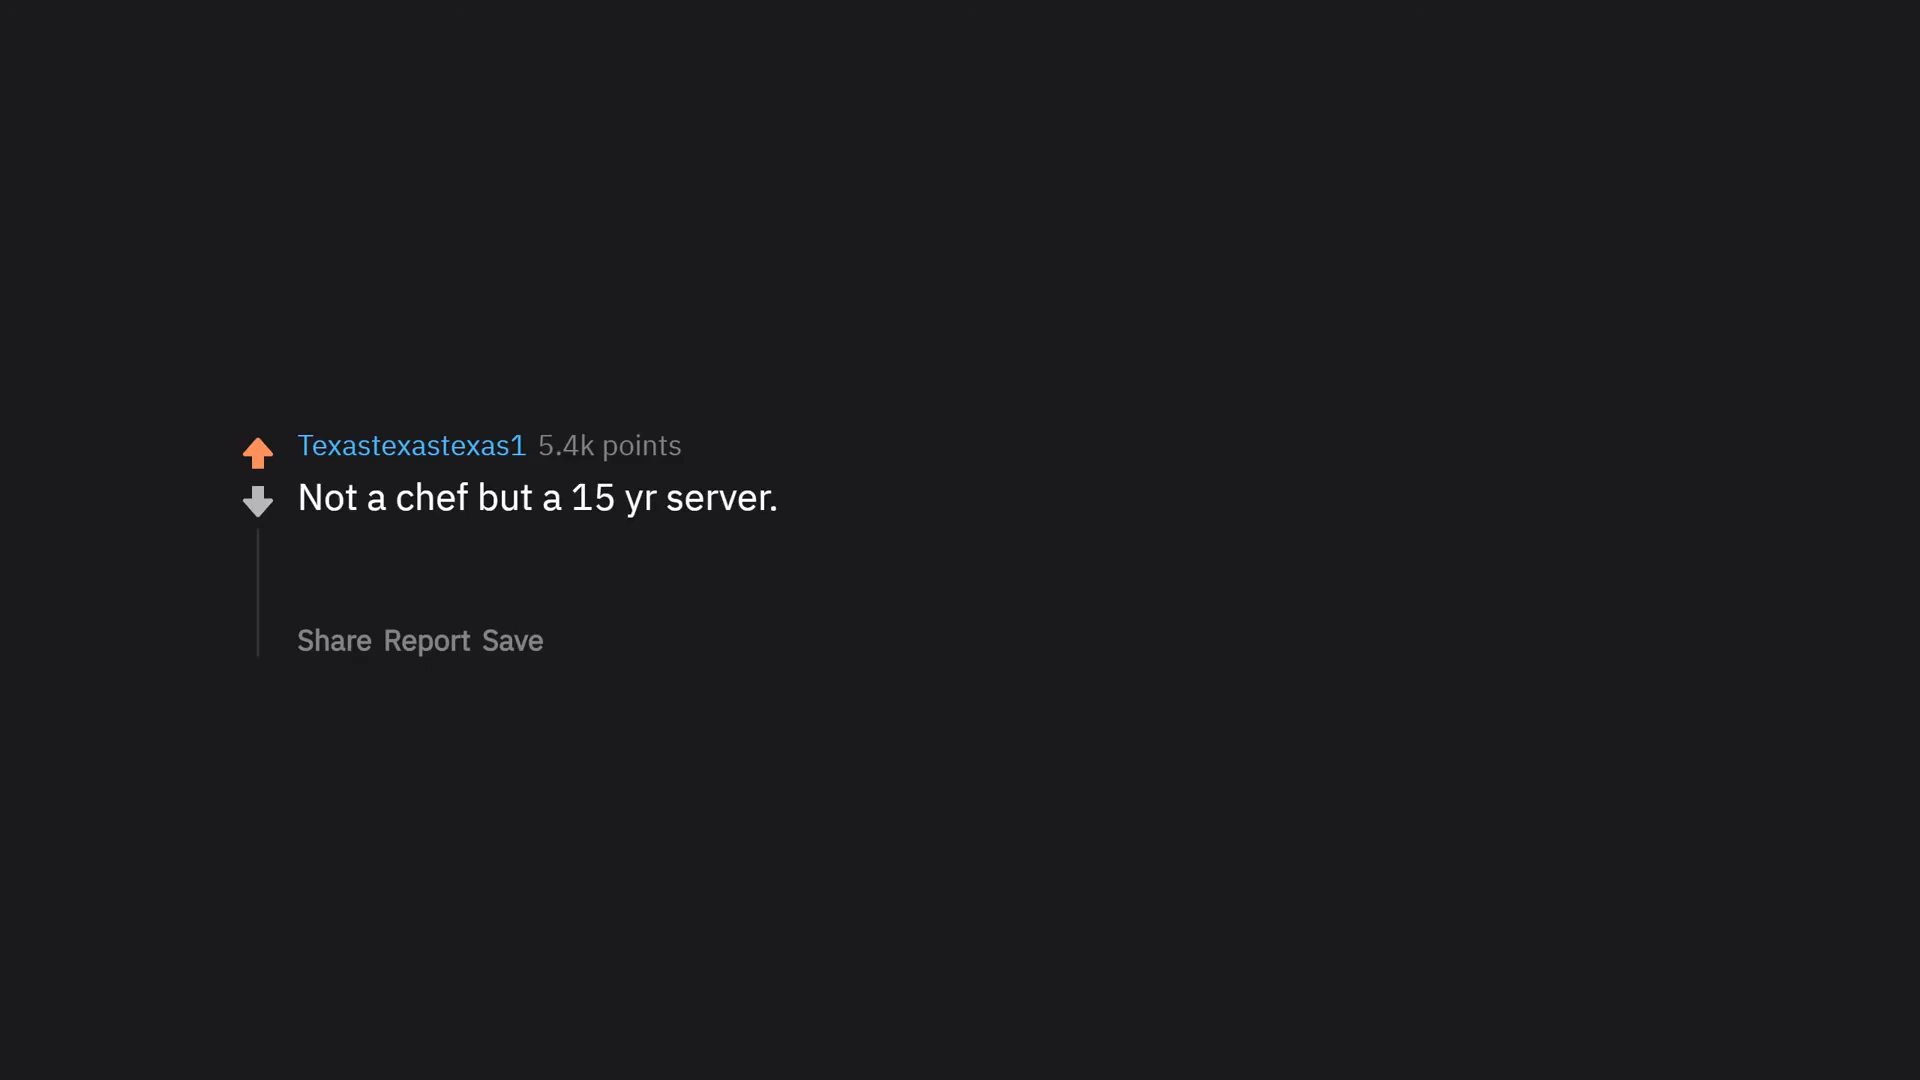 Texastexastexas1 5.4k points
Not a chef but a 15 yr server.
Share Report Save